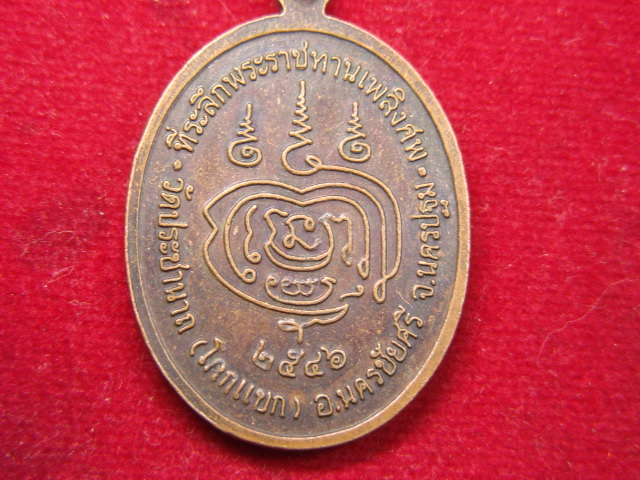 ที่ระลึกพระราชทานเพลิงศพ
• วัดประชานาถ (โคกแขก) อ.นครชัยศรี จ.นครปฐม •
๒๕๔๖